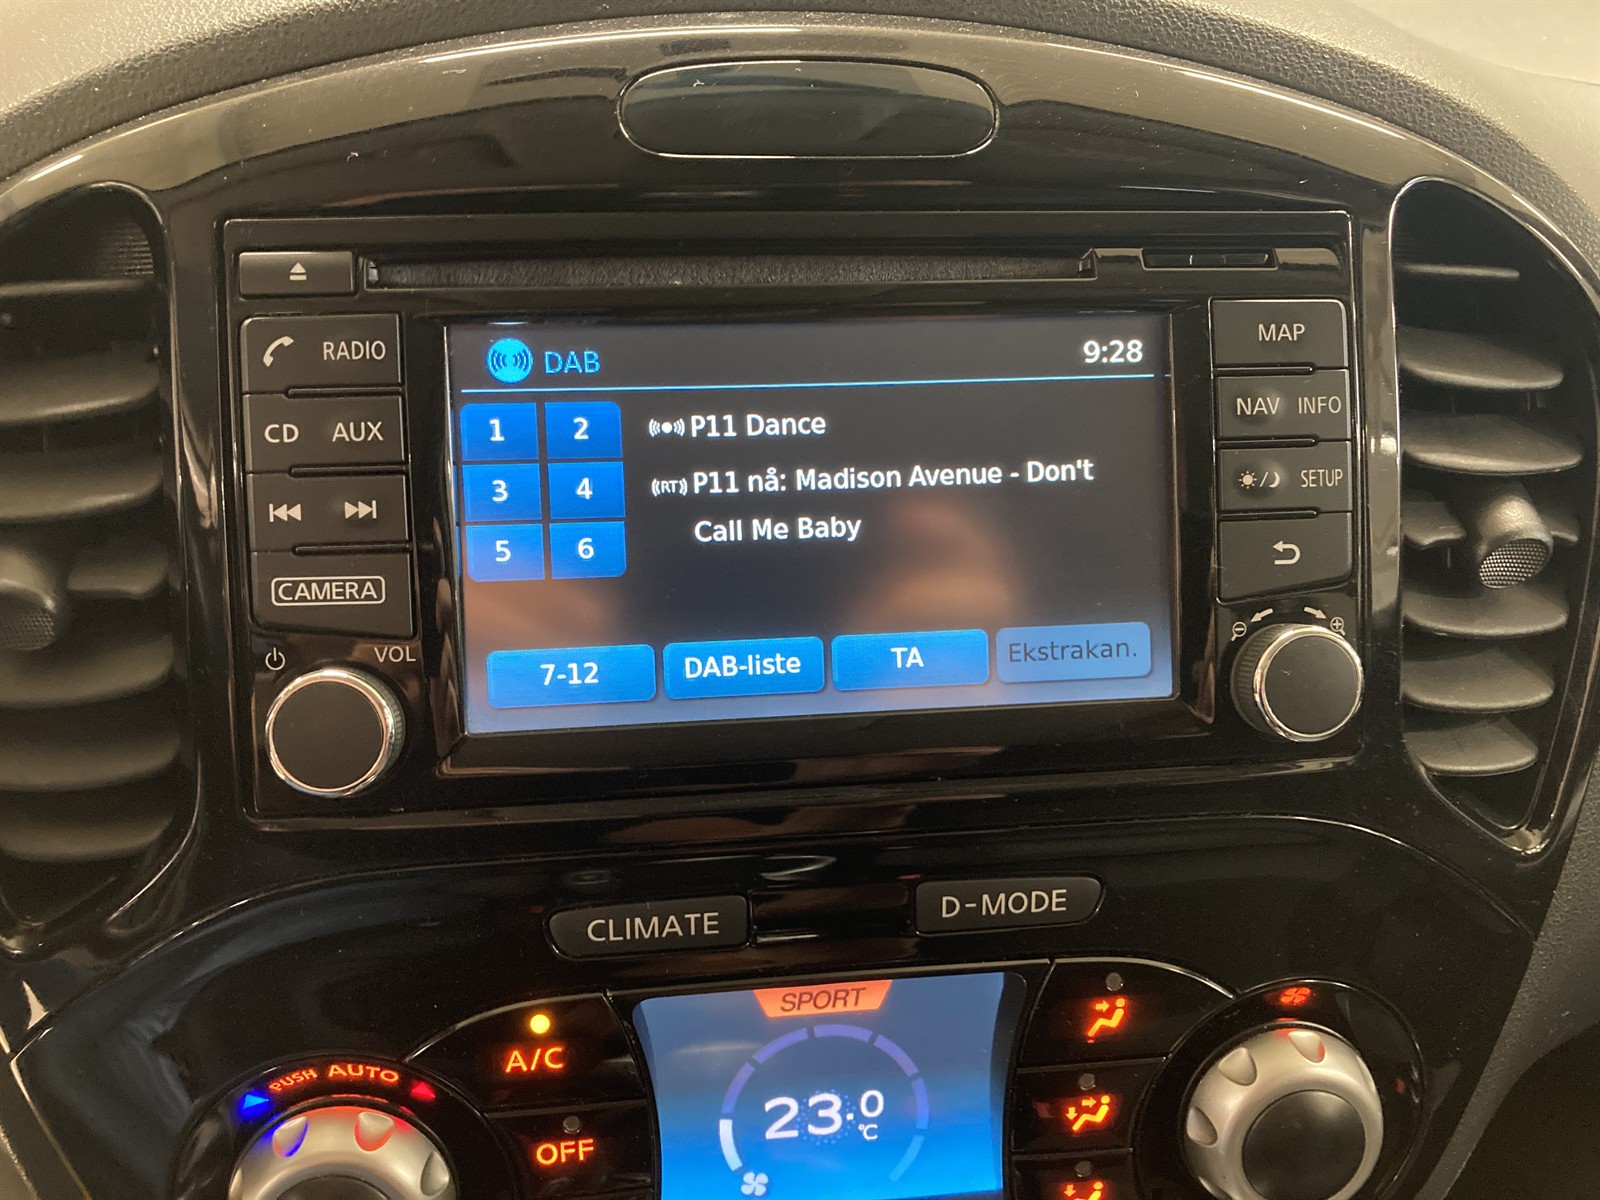 RADIO
CD AUX
CAMERA
VOL
DAB
9:28
1 2
3 4
5 6
P11 Dance
(RT) P11 nå: Madison Avenue - Don't
Call Me Baby
7-12 DAB-liste TA Ekstrakan.
MAP
NAV INFO
SETUP
CLIMATE
D-MODE
SPORT
23.0
°C
A/C
PUSH AUTO
OFF